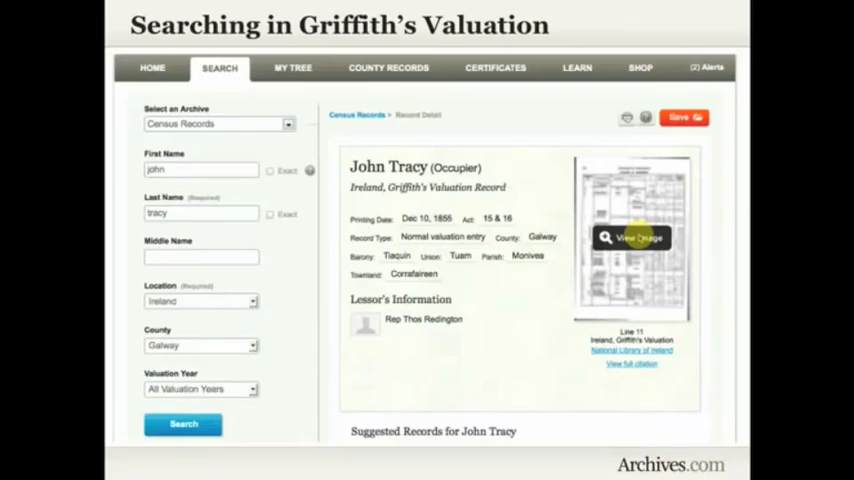 Searching in Griffith's Valuation
HOME SEARCH MY TREE COUNTY RECORDS CERTIFICATES LEARN SHOP (2) Alerts
Select an Archive
Census Records
First Name
john
Exact
Last Name (Required)
tracy
Exact
Middle Name
Location (Required)
Ireland
County
Galway
Valuation Year
All Valuation Years
Search
Census Records > Record Detail
Save
John Tracy (Occupier)
Ireland, Griffith's Valuation Record
Printing Date: Dec 10, 1855 Act: 15 & 16
Record Type: Normal valuation entry County: Galway
Barony: Tiaquin Union: Tuam Parish: Monivea
Townland: Corrafaireen
Lessor's Information
Rep Thos Redington
View Image
Line 11
Ireland, Griffith's Valuation
National Library of Ireland
View full citation
Suggested Records for John Tracy
Archives.com